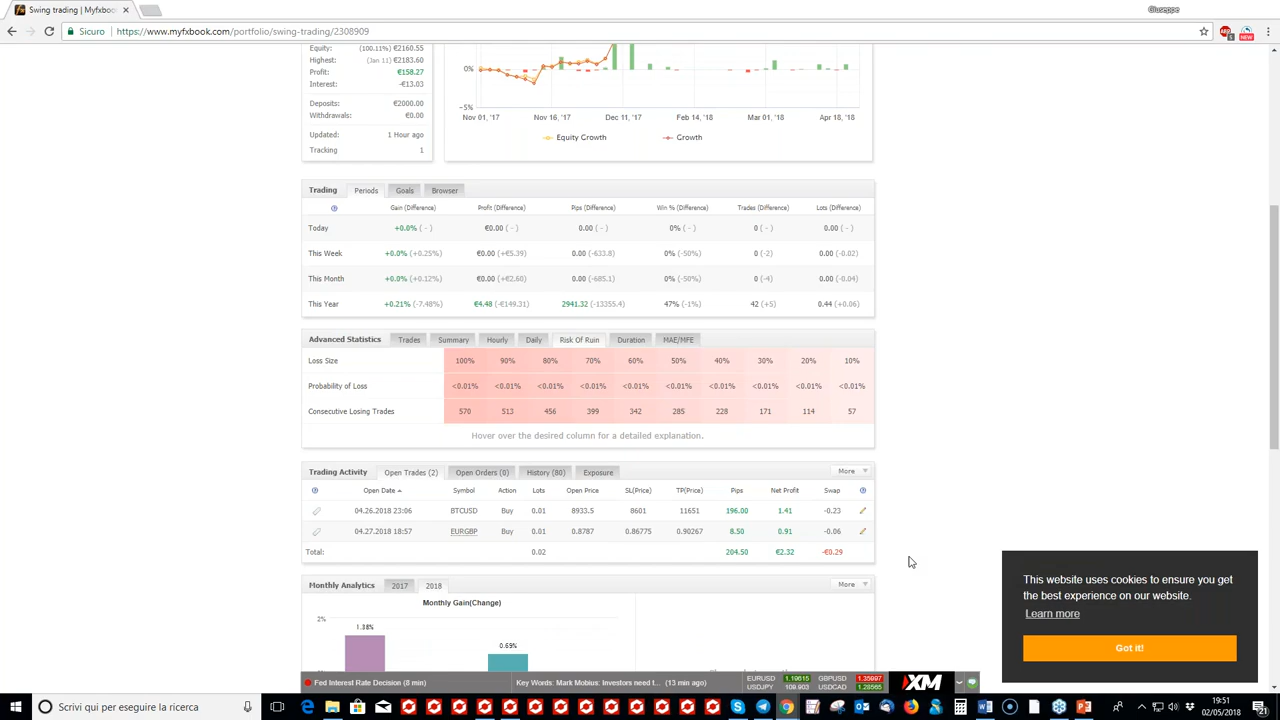 Swing trading | Myfxbook.c
Giuseppe
Sicuro | https://www.myfxbook.com/portfolio/swing-trading/2308909
Equity: (100.11%) €2160.55
Highest: (Jan 11) €2183.60
Profit: €158.27
Interest: -€13.03
Deposits: €2000.00
Withdrawals: €0.00
Updated: 1 Hour ago
Tracking 1
0%
-5%
Nov 01, '17 Nov 16, '17 Dec 11, '17 Feb 14, '18 Mar 01, '18 Apr 18, '18
Equity Growth Growth
Trading Periods Goals Browser
Gain (Difference) Profit (Difference) Pips (Difference) Win % (Difference) Trades (Difference) Lots (Difference)
Today +0.0% ( - ) €0.00 ( - ) 0.00 ( - ) 0% ( - ) 0 ( - ) 0.00 ( - )
This Week +0.0% (+0.25%) €0.00 (+€5.39) 0.00 (-633.8) 0% (-50%) 0 (-2) 0.00 (-0.02)
This Month +0.0% (+0.12%) €0.00 (+€2.60) 0.00 (-685.1) 0% (-50%) 0 (-4) 0.00 (-0.04)
This Year +0.21% (-7.48%) €4.48 (-€149.31) 2941.32 (-13355.4) 47% (-1%) 42 (+5) 0.44 (+0.06)
Advanced Statistics Trades Summary Hourly Daily Risk Of Ruin Duration MAE/MFE
Loss Size 100% 90% 80% 70% 60% 50% 40% 30% 20% 10%
Probability of Loss <0.01% <0.01% <0.01% <0.01% <0.01% <0.01% <0.01% <0.01% <0.01% <0.01%
Consecutive Losing Trades 570 513 456 399 342 285 228 171 114 57
Hover over the desired column for a detailed explanation.
Trading Activity Open Trades (2) Open Orders (0) History (80) Exposure More
Open Date Symbol Action Lots Open Price SL(Price) TP(Price) Pips Net Profit Swap
04.26.2018 23:06 BTCUSD Buy 0.01 8933.5 8601 11651 196.00 1.41 -0.23
04.27.2018 18:57 EURGBP Buy 0.01 0.8787 0.86775 0.90267 8.50 0.91 -0.06
Total: 0.02 204.50 €2.32 -€0.29
Monthly Analytics 2017 2018 More
Monthly Gain(Change)
2%
1.38%
0.69%
This website uses cookies to ensure you get
the best experience on our website.
Learn more
Got it!
Fed Interest Rate Decision (8 min) Key Words: Mark Mobius: Investors need t... (13 min ago)
EURUSD 1.19615 GBPUSD 1.35997
USDJPY 109.903 USDCAD 1.28565
XM
Scrivi qui per eseguire la ricerca
19:51
02/05/2018